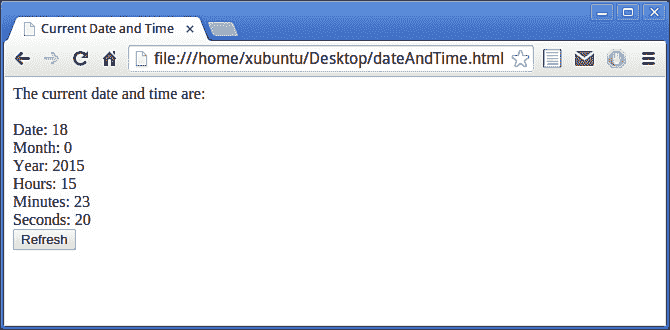 Current Date and Time
file:///home/xubuntu/Desktop/dateAndTime.html
The current date and time are:
Date: 18
Month: 0
Year: 2015
Hours: 15
Minutes: 23
Seconds: 20
Refresh